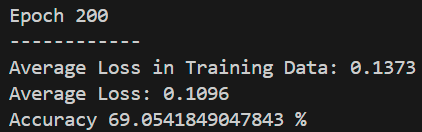 Epoch 200
------------
Average Loss in Training Data: 0.1373
Average Loss: 0.1096
Accuracy 69.0541849047843 %